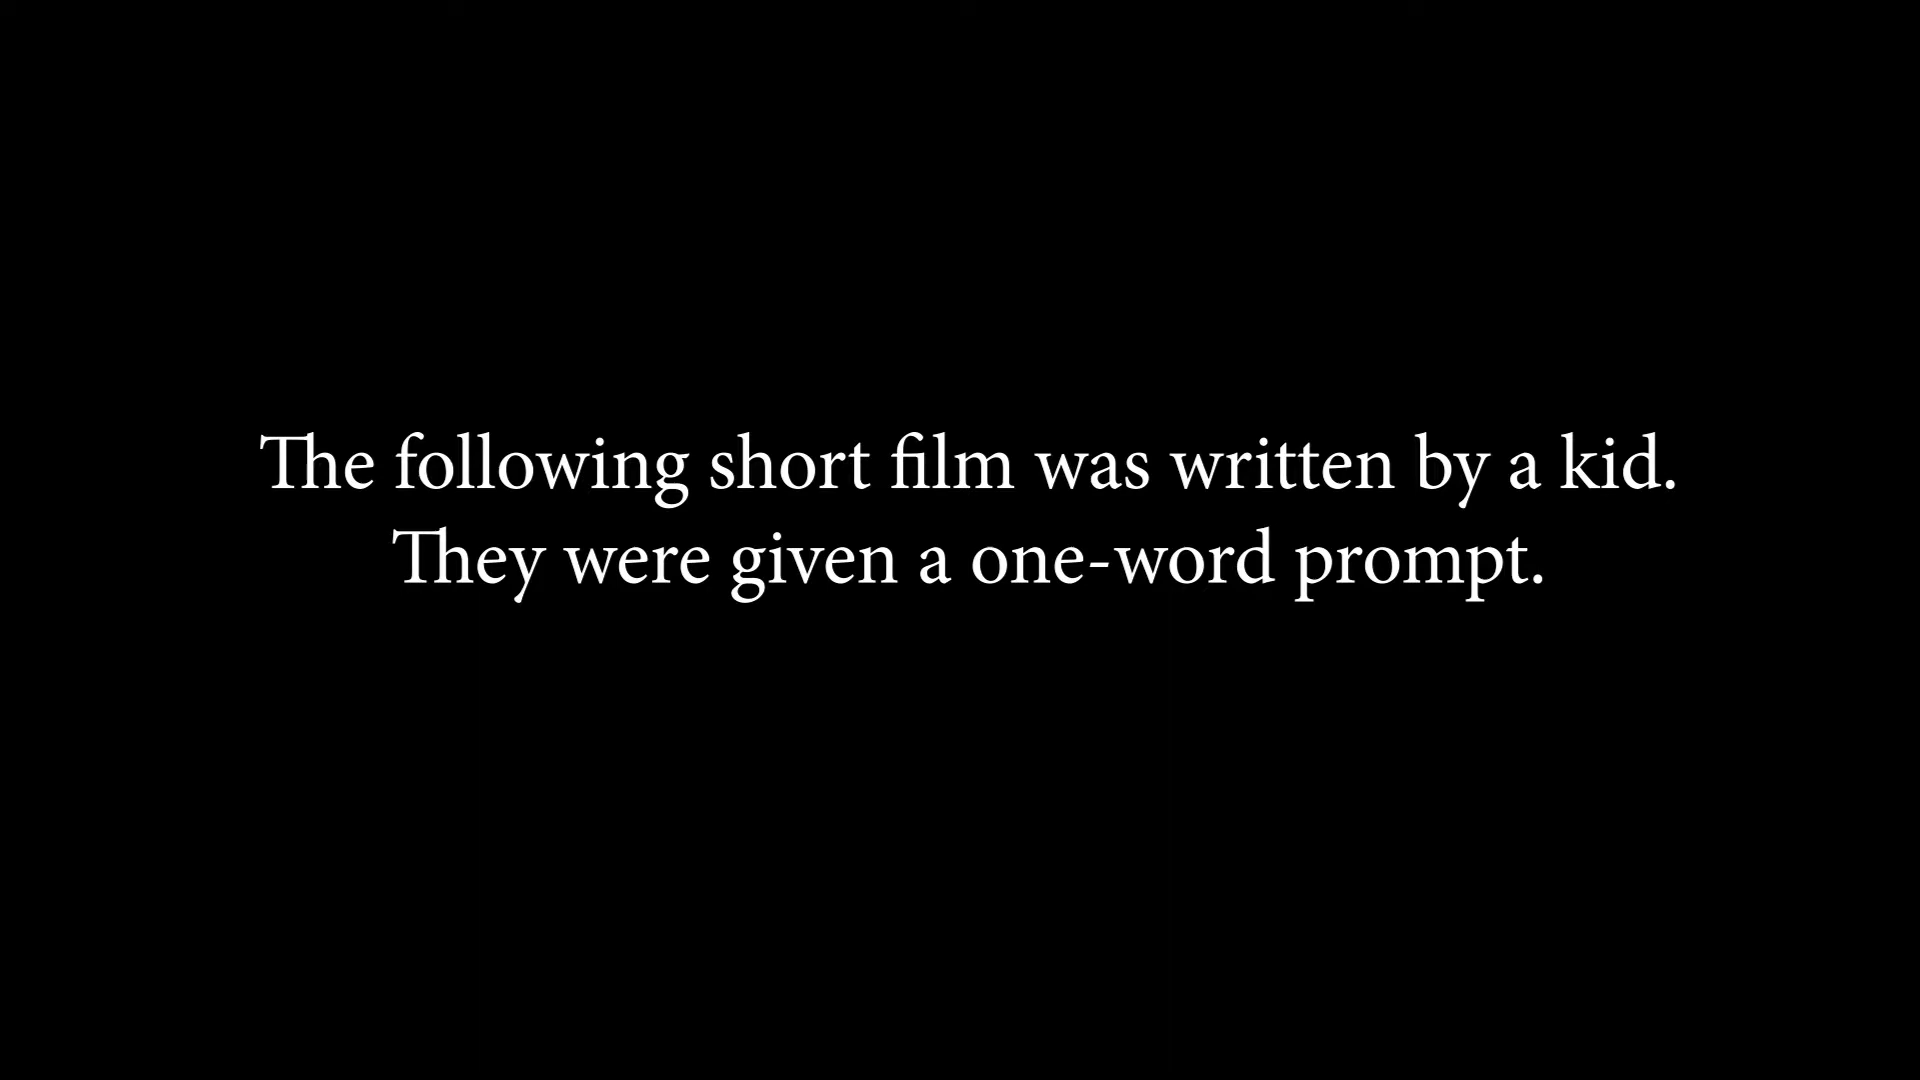 The following short film was written by a kid.
They were given a one-word prompt.